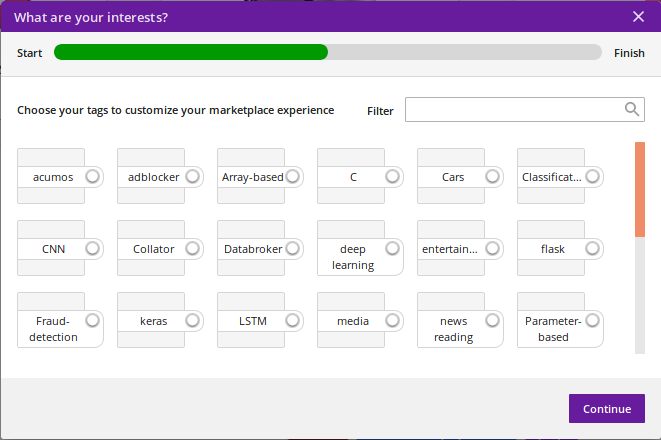 What are your interests?
Start
Finish
Choose your tags to customize your marketplace experience
Filter
acumos
adblocker
Array-based
C
Cars
Classificat...
CNN
Collator
Databroker
deep
learning
entertain...
flask
Fraud-
detection
keras
LSTM
media
news
reading
Parameter-
based
Continue